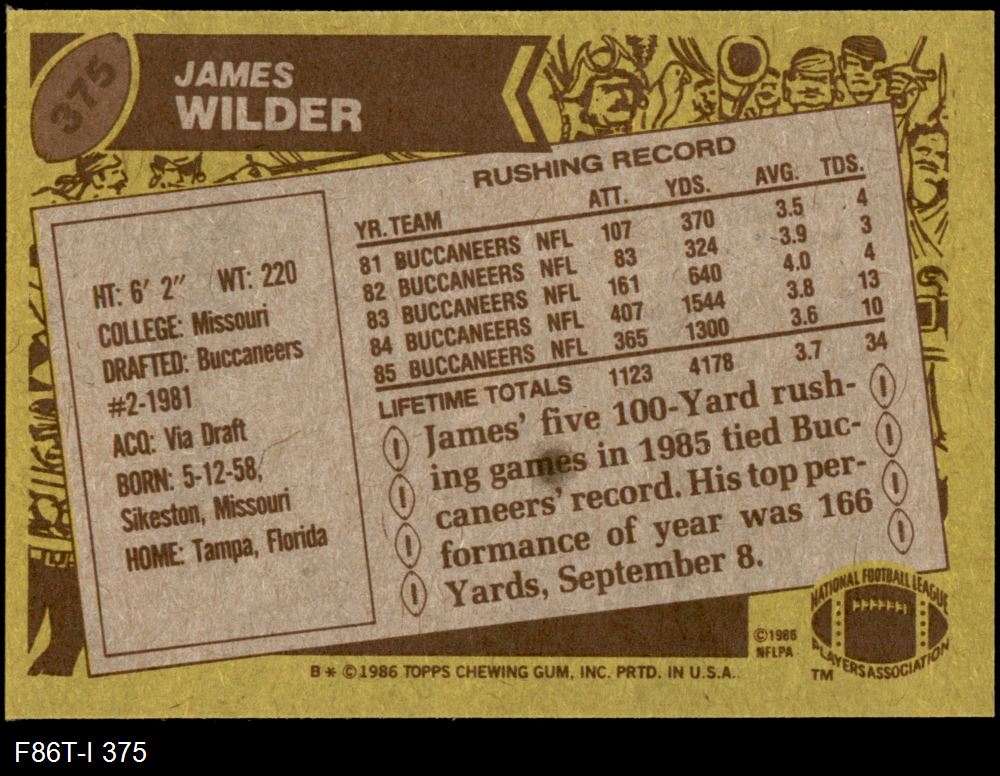 375
JAMES
WILDER
HT: 6' 2" WT: 220
COLLEGE: Missouri
DRAFTED: Buccaneers
#2-1981
ACQ: Via Draft
BORN: 5-12-58,
Sikeston, Missouri
HOME: Tampa, Florida
RUSHING RECORD
YR. TEAM ATT. YDS. AVG. TDS.
81 BUCCANEERS NFL 107 370 3.5 4
82 BUCCANEERS NFL 83 324 3.9 3
83 BUCCANEERS NFL 161 640 4.0 4
84 BUCCANEERS NFL 407 1544 3.8 13
85 BUCCANEERS NFL 365 1300 3.6 10
LIFETIME TOTALS 1123 4178 3.7 34
James' five 100-Yard rush-
ing games in 1985 tied Buc-
caneers' record. His top per-
formance of year was 166
Yards, September 8.
©1986
NFLPA
NATIONAL FOOTBALL LEAGUE
PLAYERS ASSOCIATION
TM
B* ©1986 TOPPS CHEWING GUM, INC. PRTD. IN U.S.A.
F86T-I 375